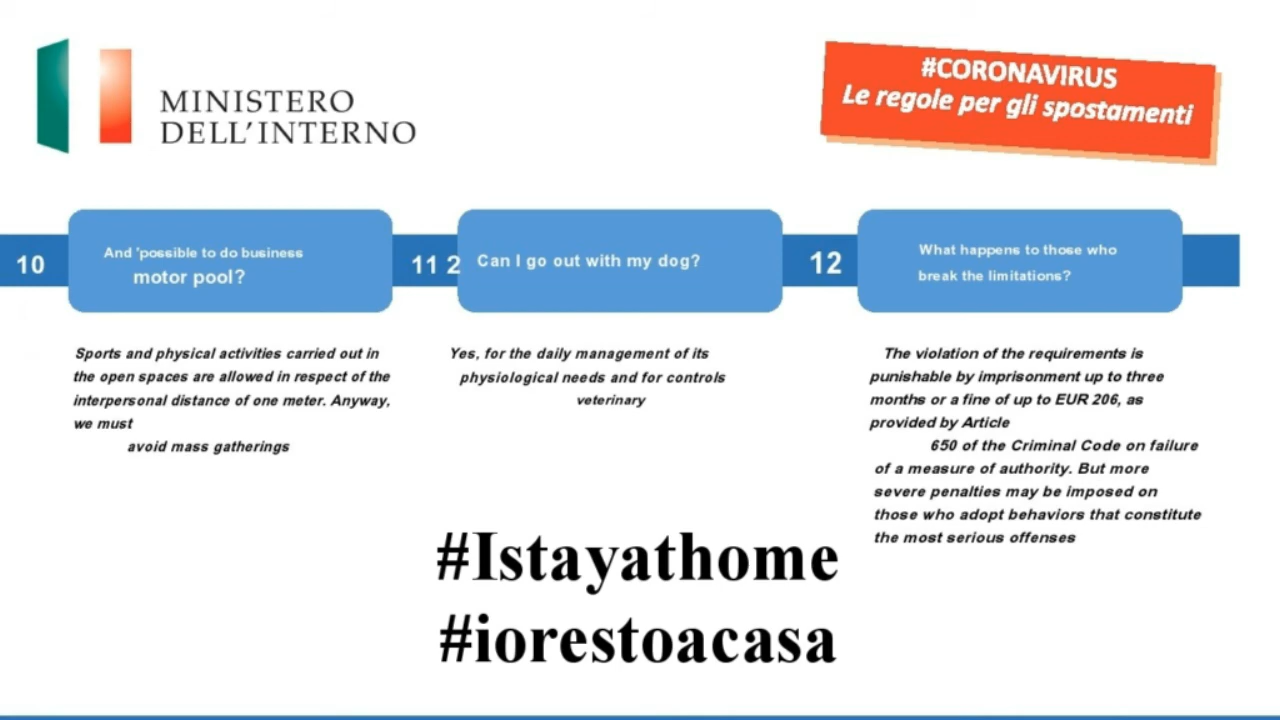 MINISTERO
DELL'INTERNO
#CORONAVIRUS
Le regole per gli spostamenti
10
And 'possible to do business
motor pool?
Sports and physical activities carried out in
the open spaces are allowed in respect of the
interpersonal distance of one meter. Anyway,
we must
avoid mass gatherings
11 2
Can I go out with my dog?
Yes, for the daily management of its
physiological needs and for controls
veterinary
12
What happens to those who
break the limitations?
The violation of the requirements is
punishable by imprisonment up to three
months or a fine of up to EUR 206, as
provided by Article
650 of the Criminal Code on failure
of a measure of authority. But more
severe penalties may be imposed on
those who adopt behaviors that constitute
the most serious offenses
#Istayathome
#iorestoacasa